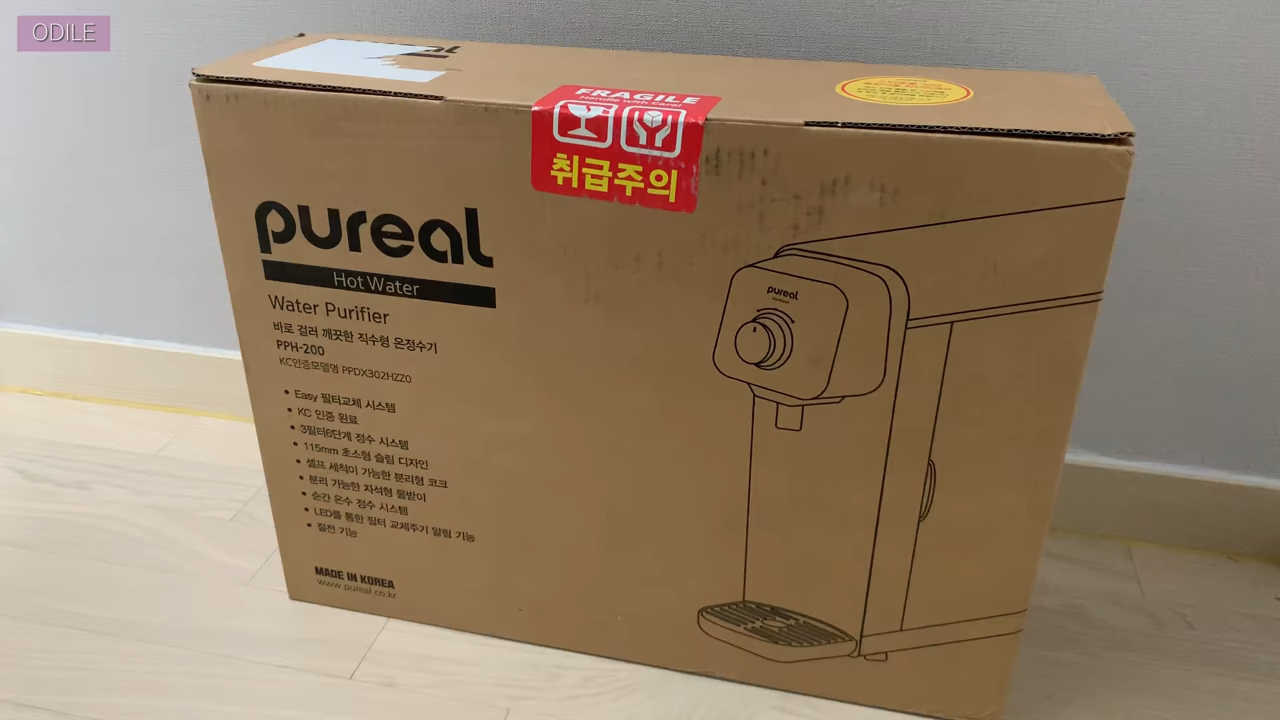 ODILE
al
FRAGILE
Handle with Care!
취급주의
pureal
Hot Water
Water Purifier
바로 걸러 깨끗한 직수형 온정수기
PPH-200
KC인증모델명 PPDX302HZZ0
• Easy 필터교체 시스템
• KC 인증 완료
• 3필터6단계 정수 시스템
• 115mm 초소형 슬림 디자인
• 셀프 세척이 가능한 분리형 코크
• 분리 가능한 자석형 물받이
• 순간 온수 정수 시스템
• LED를 통한 필터 교체주기 알림 기능
• 절전 기능
MADE IN KOREA
www.pureal.co.kr
pureal